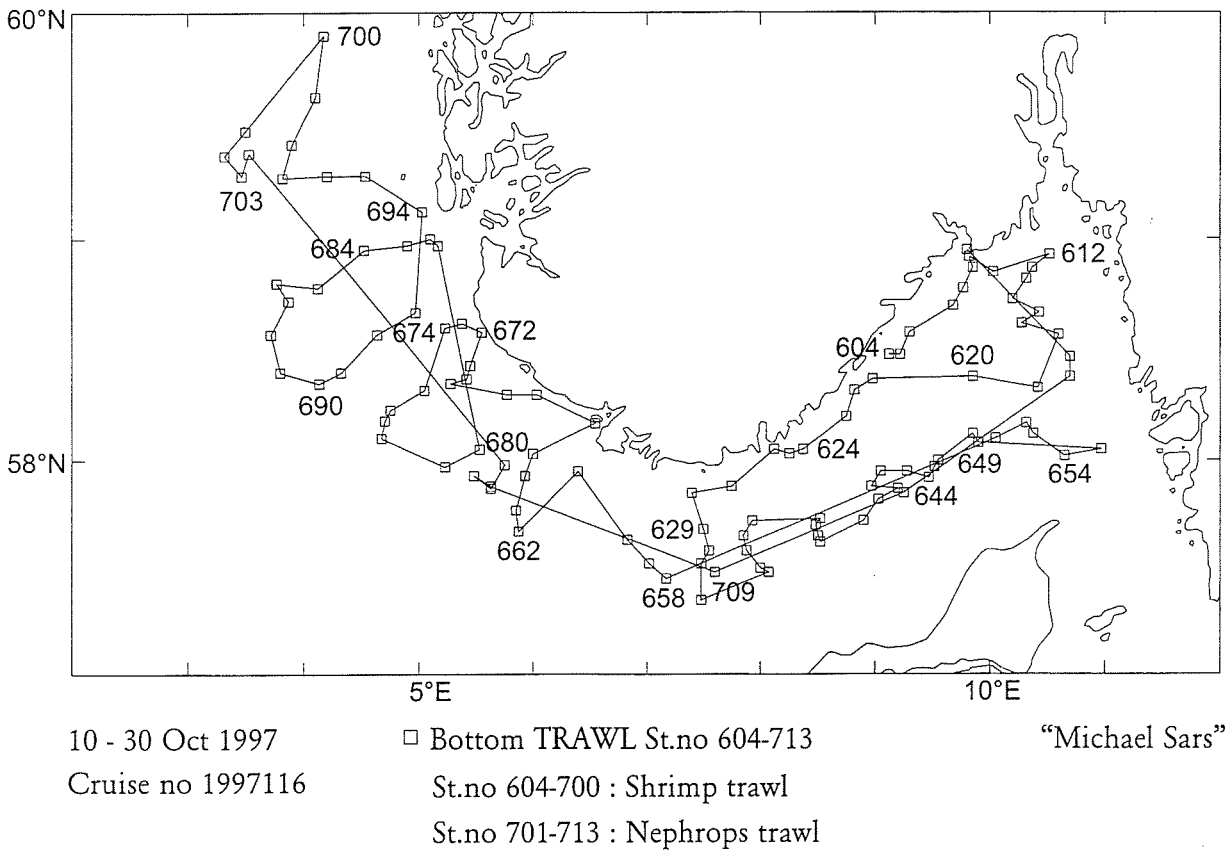 60°N
700
703
694
684
612
674
672
604
620
690
680
624
58°N
649
654
644
629
662
658
709
5°E
10°E
10 - 30 Oct 1997
Bottom TRAWL St.no 604-713
“Michael Sars”
Cruise no 1997116
St.no 604-700 : Shrimp trawl
St.no 701-713 : Nephrops trawl